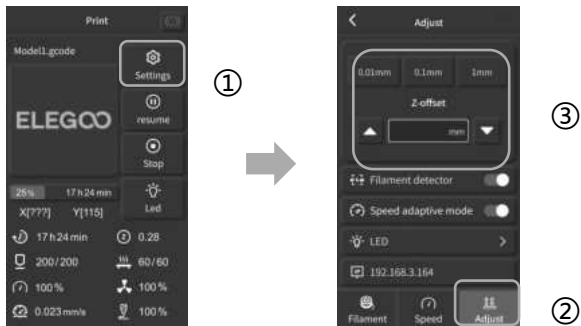 Print
Model1.gcode
Settings
ELEGOO
resume
Stop
25% 17 h 24 min
Led
X[???] Y[115]
17 h 24 min 0.28
200/200 60/60
100% 100%
0.023mm/s 100%
①
Adjust
0.01mm 0.1mm 1mm
Z-offset
mm
Filament detector
Speed adaptive mode
LED
192.168.3.164
Filament Speed Adjust
③
②